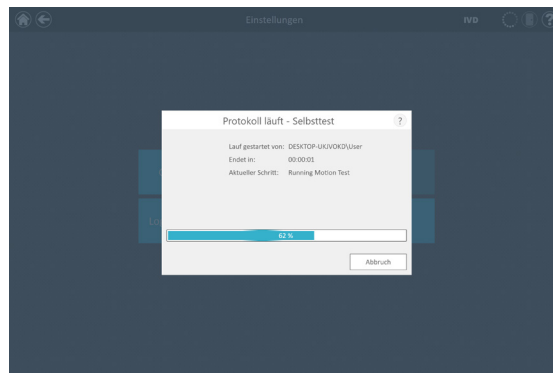 Einstellungen
IVD
?
Protokoll läuft - Selbsttest
?
Lauf gestartet von: DESKTOP-UKJVOKD\User
Endet in: 00:00:01
Aktueller Schritt: Running Motion Test
62 %
Abbruch